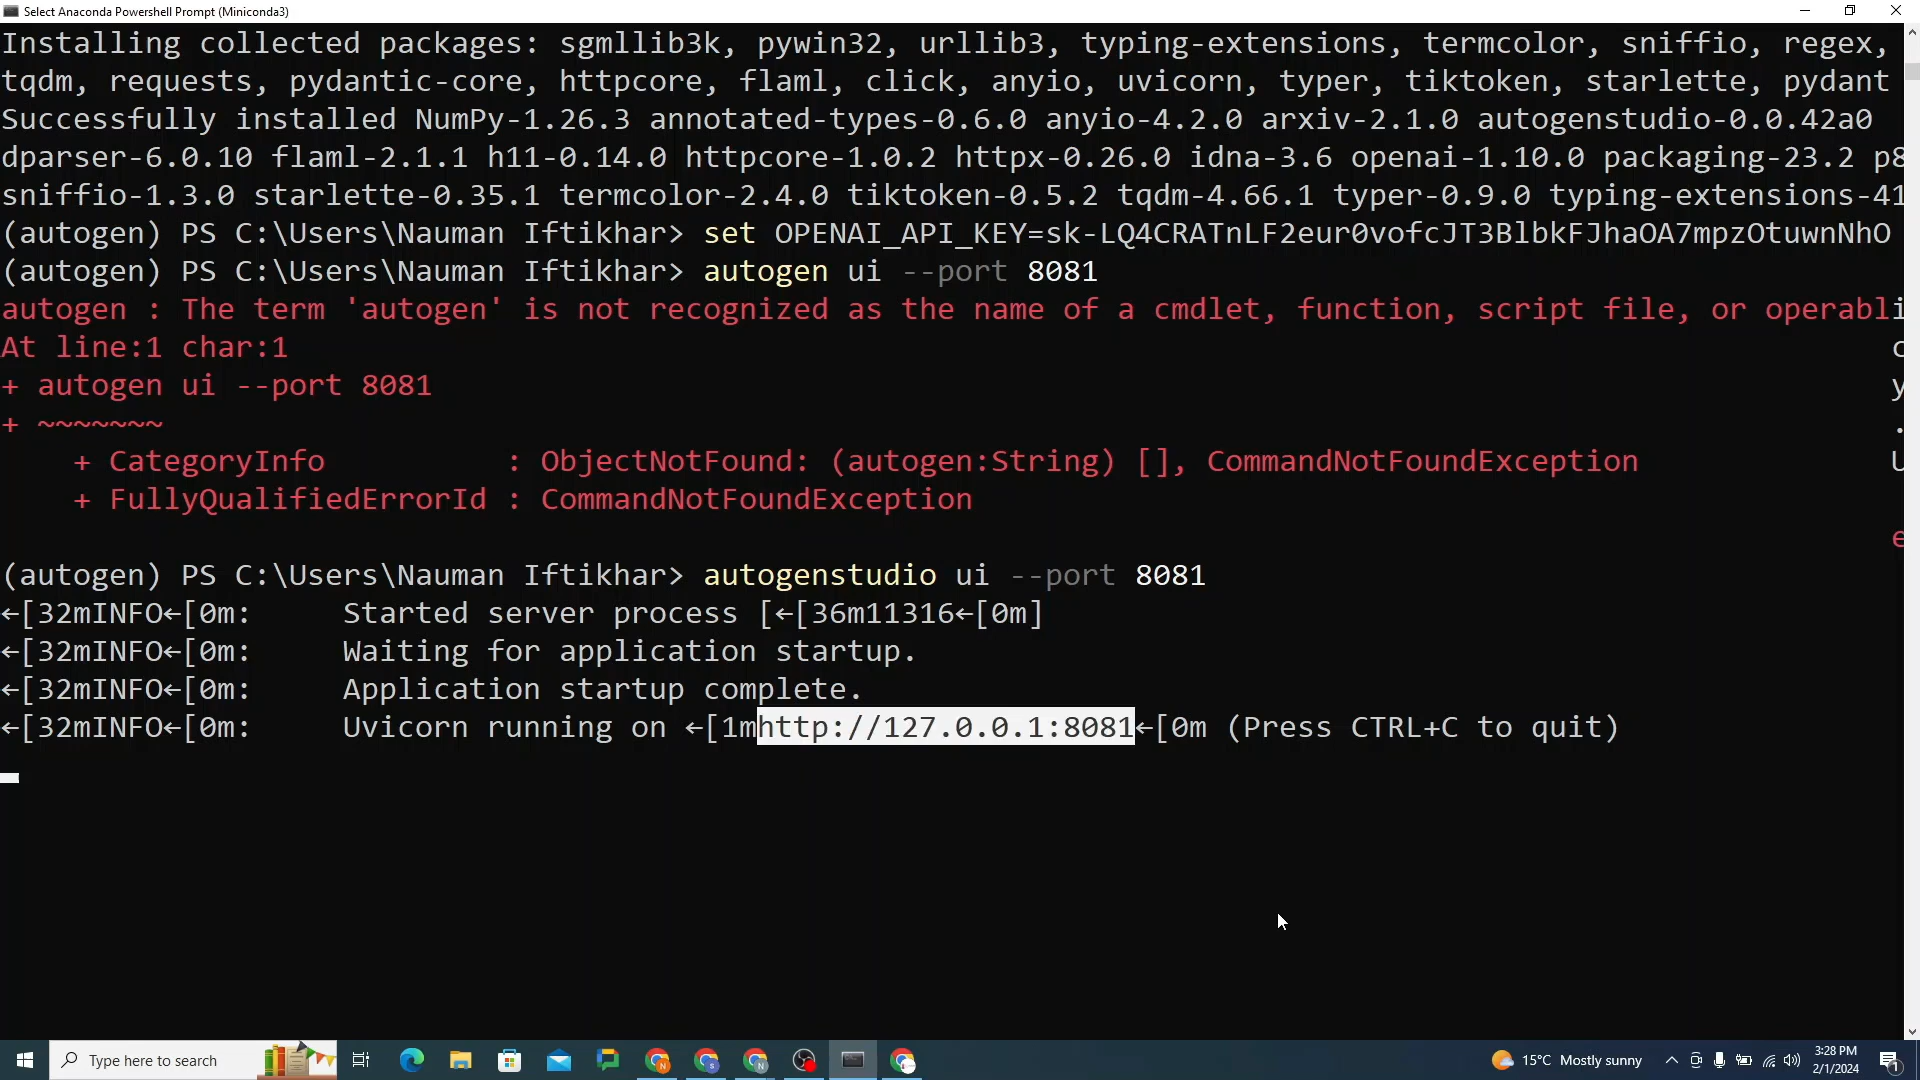 Select Anaconda Powershell Prompt (Miniconda3)
Installing collected packages: sgmllib3k, pywin32, urllib3, typing-extensions, termcolor, sniffio, regex,
tqdm, requests, pydantic-core, httpcore, flaml, click, anyio, uvicorn, typer, tiktoken, starlette, pydant
Successfully installed NumPy-1.26.3 annotated-types-0.6.0 anyio-4.2.0 arxiv-2.1.0 autogenstudio-0.0.42a0
dparser-6.0.10 flaml-2.1.1 h11-0.14.0 httpcore-1.0.2 httpx-0.26.0 idna-3.6 openai-1.10.0 packaging-23.2 p8
sniffio-1.3.0 starlette-0.35.1 termcolor-2.4.0 tiktoken-0.5.2 tqdm-4.66.1 typer-0.9.0 typing-extensions-41
(autogen) PS C:\Users\Nauman Iftikhar> set OPENAI_API_KEY=sk-LQ4CRATnLF2eur0vofcJT3BlbkFJhaOA7mpzOtuwnNhO
(autogen) PS C:\Users\Nauman Iftikhar> autogen ui --port 8081
autogen : The term 'autogen' is not recognized as the name of a cmdlet, function, script file, or operabli
At line:1 char:1 c
+ autogen ui --port 8081 y
+ ~~~~~~~ .
+ CategoryInfo : ObjectNotFound: (autogen:String) [], CommandNotFoundException U
+ FullyQualifiedErrorId : CommandNotFoundException
e
(autogen) PS C:\Users\Nauman Iftikhar> autogenstudio ui --port 8081
←[32mINFO←[0m: Started server process [←[36m11316←[0m]
←[32mINFO←[0m: Waiting for application startup.
←[32mINFO←[0m: Application startup complete.
←[32mINFO←[0m: Uvicorn running on ←[1mhttp://127.0.0.1:8081←[0m (Press CTRL+C to quit)
Type here to search
15°C Mostly sunny
3:28 PM
2/1/2024